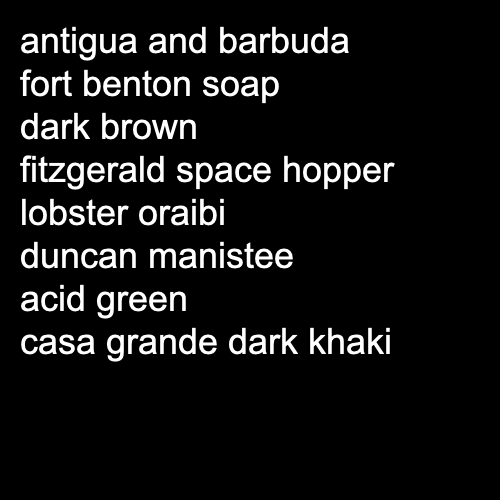 antigua and barbuda
fort benton soap
dark brown
fitzgerald space hopper
lobster oraibi
duncan manistee
acid green
casa grande dark khaki